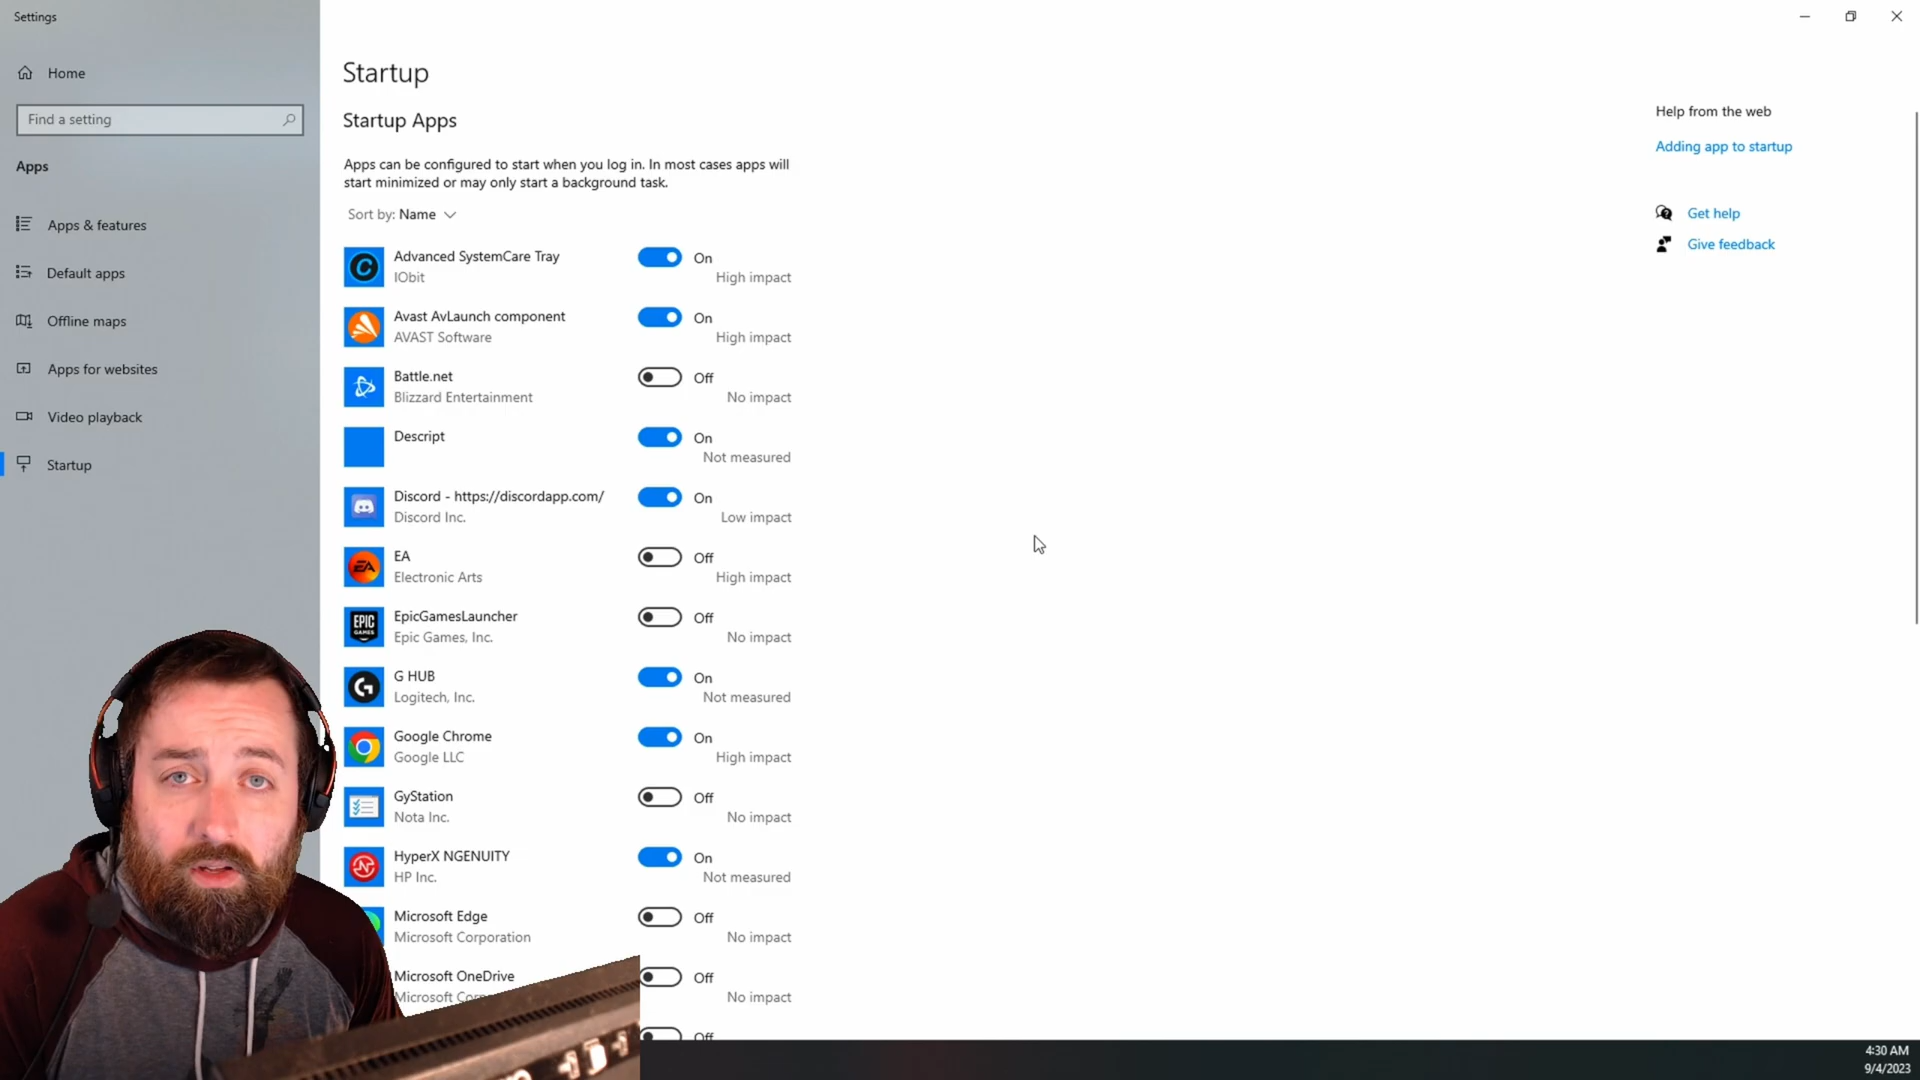 Settings
Home
Find a setting
Apps
Apps & features
Default apps
Offline maps
Apps for websites
Video playback
Startup
Startup
Startup Apps
Apps can be configured to start when you log in. In most cases apps will
start minimized or may only start a background task.
Sort by: Name
Advanced SystemCare Tray
IObit
On
High impact
Avast AvLaunch component
AVAST Software
On
High impact
Battle.net
Blizzard Entertainment
Off
No impact
Descript
On
Not measured
Discord - https://discordapp.com/
Discord Inc.
On
Low impact
EA
EA
Electronic Arts
Off
High impact
EPIC
GAMES
EpicGamesLauncher
Epic Games, Inc.
Off
No impact
G HUB
Logitech, Inc.
On
Not measured
Google Chrome
Google LLC
On
High impact
GyStation
Nota Inc.
Off
No impact
HyperX NGENUITY
HP Inc.
On
Not measured
Microsoft Edge
Microsoft Corporation
Off
No impact
Microsoft OneDrive
Microsoft
Off
No impact
Off
Help from the web
Adding app to startup
Get help
Give feedback
4:30 AM
9/4/2023